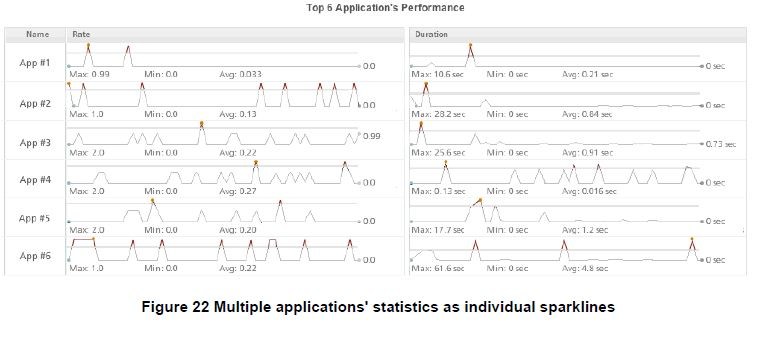 Top 6 Application's Performance
Name Rate Duration
App #1 0.0 0 sec
Max: 0.99 Min: 0.0 Avg: 0.033 Max: 10.6 sec Min: 0 sec Avg: 0.21 sec
App #2 0.0 0 sec
Max: 1.0 Min: 0.0 Avg: 0.13 Max: 28.2 sec Min: 0 sec Avg: 0.84 sec
App #3 0.99 0.73 sec
Max: 2.0 Min: 0.0 Avg: 0.22 Max: 25.6 sec Min: 0 sec Avg: 0.91 sec
App #4 0.0 0 sec
Max: 2.0 Min: 0.0 Avg: 0.27 Max: 0.13 sec Min: 0 sec Avg: 0.016 sec
App #5 0.0 0 sec
Max: 2.0 Min: 0.0 Avg: 0.20 Max: 17.7 sec Min: 0 sec Avg: 1.2 sec
App #6 0.0 0 sec
Max: 1.0 Min: 0.0 Avg: 0.22 Max: 61.6 sec Min: 0 sec Avg: 4.8 sec
Figure 22 Multiple applications' statistics as individual sparklines